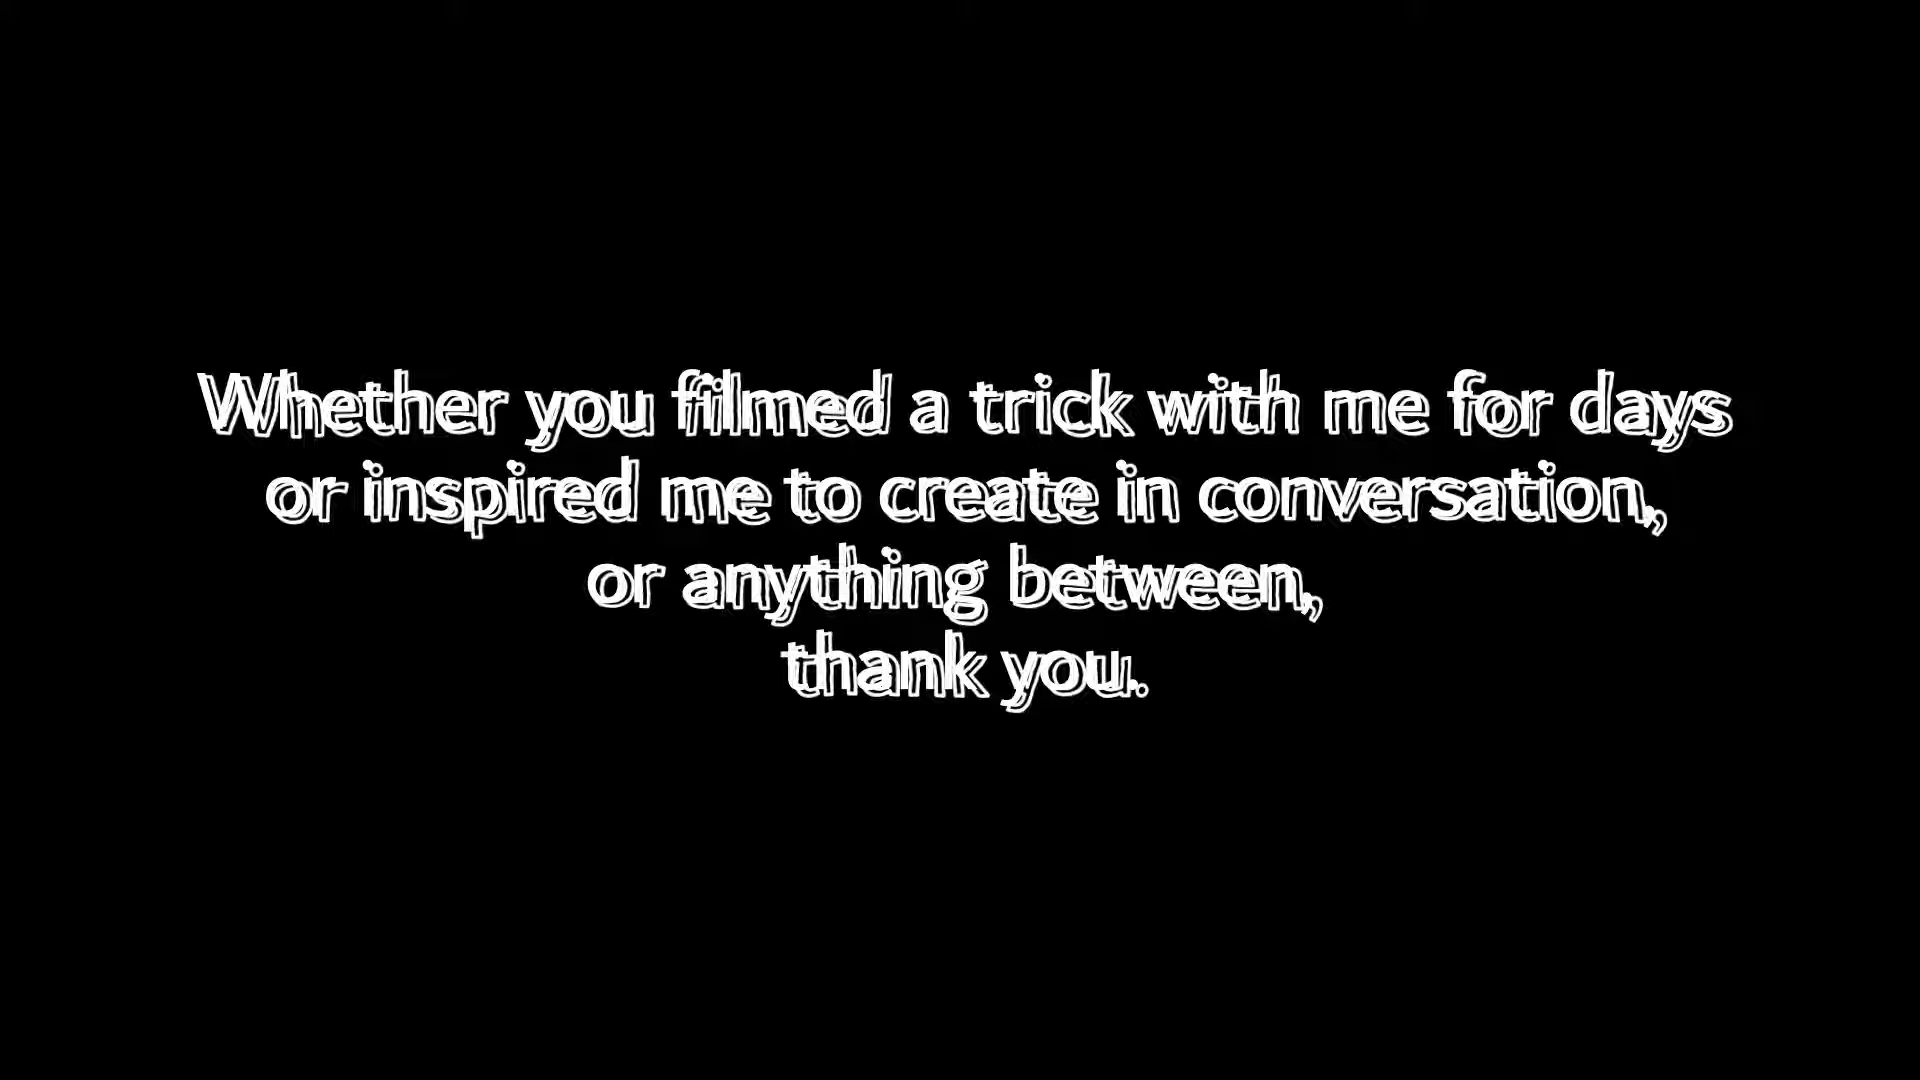 Whether you filmed a trick with me for days
or inspired me to create in conversation,
or anything between,
thank you.